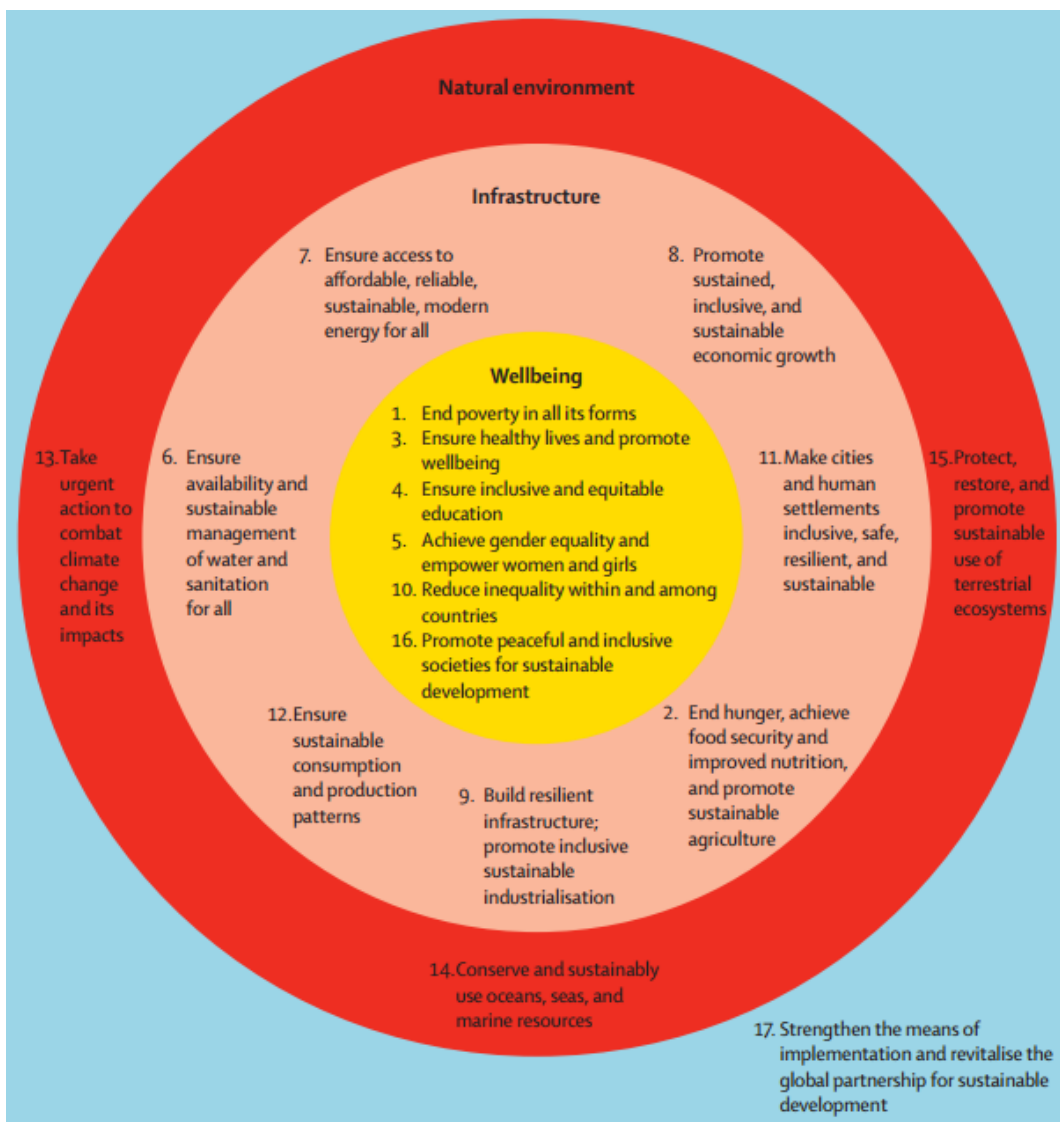 Natural environment
Infrastructure
7. Ensure access to
affordable, reliable,
sustainable, modern
energy for all
8. Promote
sustained,
inclusive, and
sustainable
economic growth
Wellbeing
1. End poverty in all its forms
3. Ensure healthy lives and promote
wellbeing
4. Ensure inclusive and equitable
education
5. Achieve gender equality and
empower women and girls
10. Reduce inequality within and among
countries
16. Promote peaceful and inclusive
societies for sustainable
development
13. Take
urgent
action to
combat
climate
change
and its
impacts
6. Ensure
availability and
sustainable
management
of water and
sanitation
for all
11. Make cities
and human
settlements
inclusive, safe,
resilient, and
sustainable
15. Protect,
restore, and
promote
sustainable
use of
terrestrial
ecosystems
12. Ensure
sustainable
consumption
and production
patterns
9. Build resilient
infrastructure;
promote inclusive
sustainable
industrialisation
2. End hunger, achieve
food security and
improved nutrition,
and promote
sustainable
agriculture
14. Conserve and sustainably
use oceans, seas, and
marine resources
17. Strengthen the means of
implementation and revitalise the
global partnership for sustainable
development